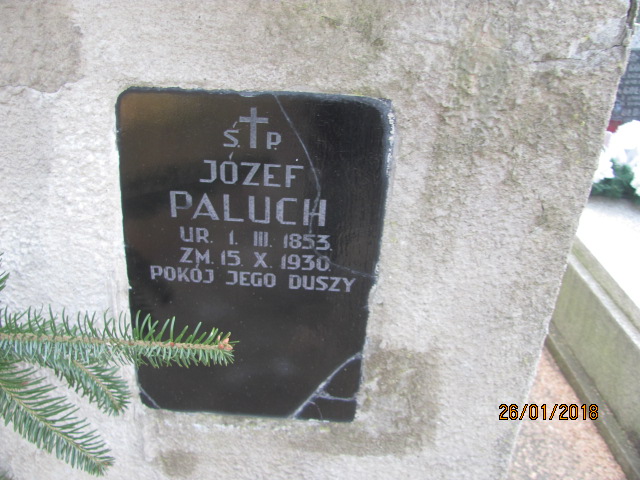 Ś. P.
JÓZEF
PALUCH
UR. 1. III. 1853.
ZM. 15. X. 1930.
POKÓJ JEGO DUSZY
26/01/2018